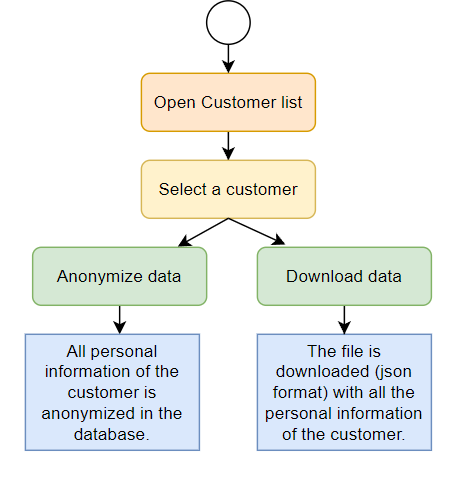 Open Customer list
Select a customer
Anonymize data
Download data
All personal
information of the
customer is
anonymized in the
database.
The file is
downloaded (json
format) with all the
personal information
of the customer.